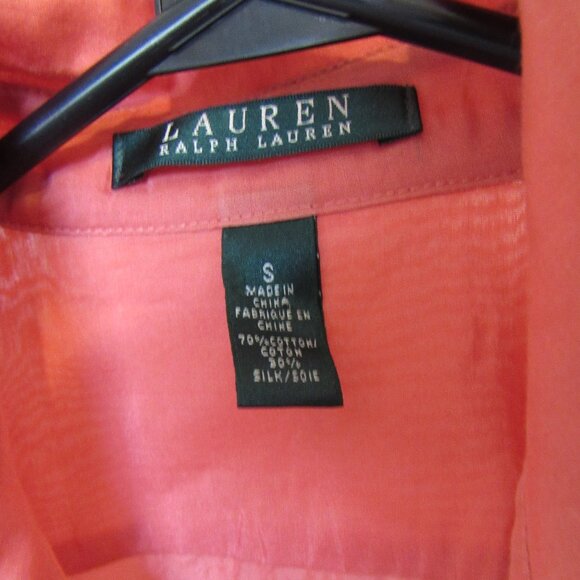 LAUREN
RALPH LAUREN
S
MADE IN
CHINA
FABRIQUE EN
CHINE
70%COTTON/
COTON
30%
SILK/SOIE